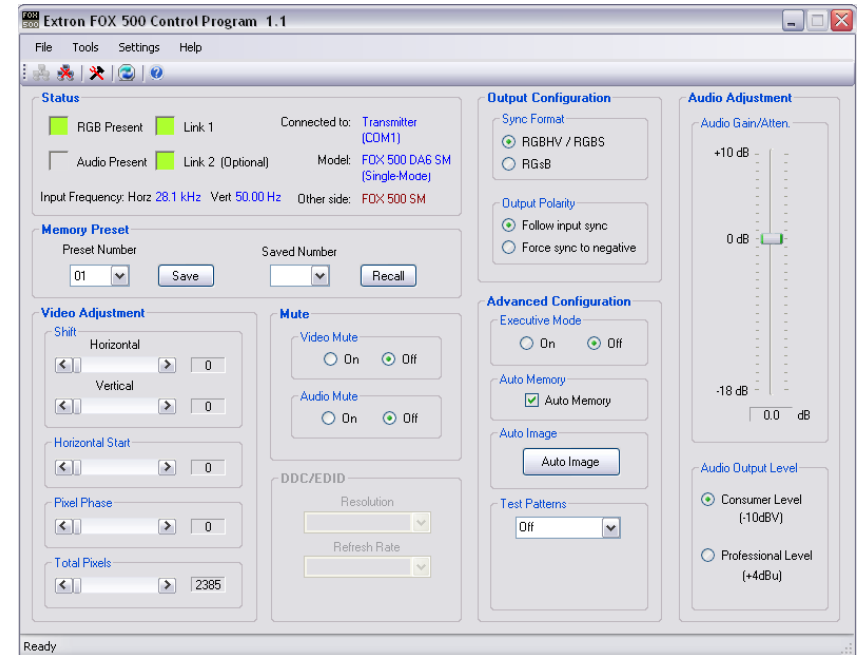 FOX 500
Extron FOX 500 Control Program 1.1
File Tools Settings Help
Status
RGB Present Link 1
Audio Present Link 2 (Optional)
Connected to: Transmitter
(COM1)
Model: FOX 500 DA6 SM
(Single-Mode)
Input Frequency: Horz 28.1 kHz Vert 50.00 Hz Other side: FOX 500 SM
Memory Preset
Preset Number Saved Number
01 Save Recall
Video Adjustment
Shift
Horizontal
0
Vertical
0
Horizontal Start
0
Pixel Phase
0
Total Pixels
2385
Mute
Video Mute
On Off
Audio Mute
On Off
DDC/EDID
Resolution
Refresh Rate
Output Configuration
Sync Format
RGBHV / RGBS
RGsB
Output Polarity
Follow input sync
Force sync to negative
Advanced Configuration
Executive Mode
On Off
Auto Memory
Auto Memory
Auto Image
Auto Image
Test Patterns
Off
Audio Adjustment
Audio Gain/Atten.
+10 dB
0 dB
-18 dB
0.0 dB
Audio Output Level
Consumer Level
(-10dBV)
Professional Level
(+4dBu)
Ready